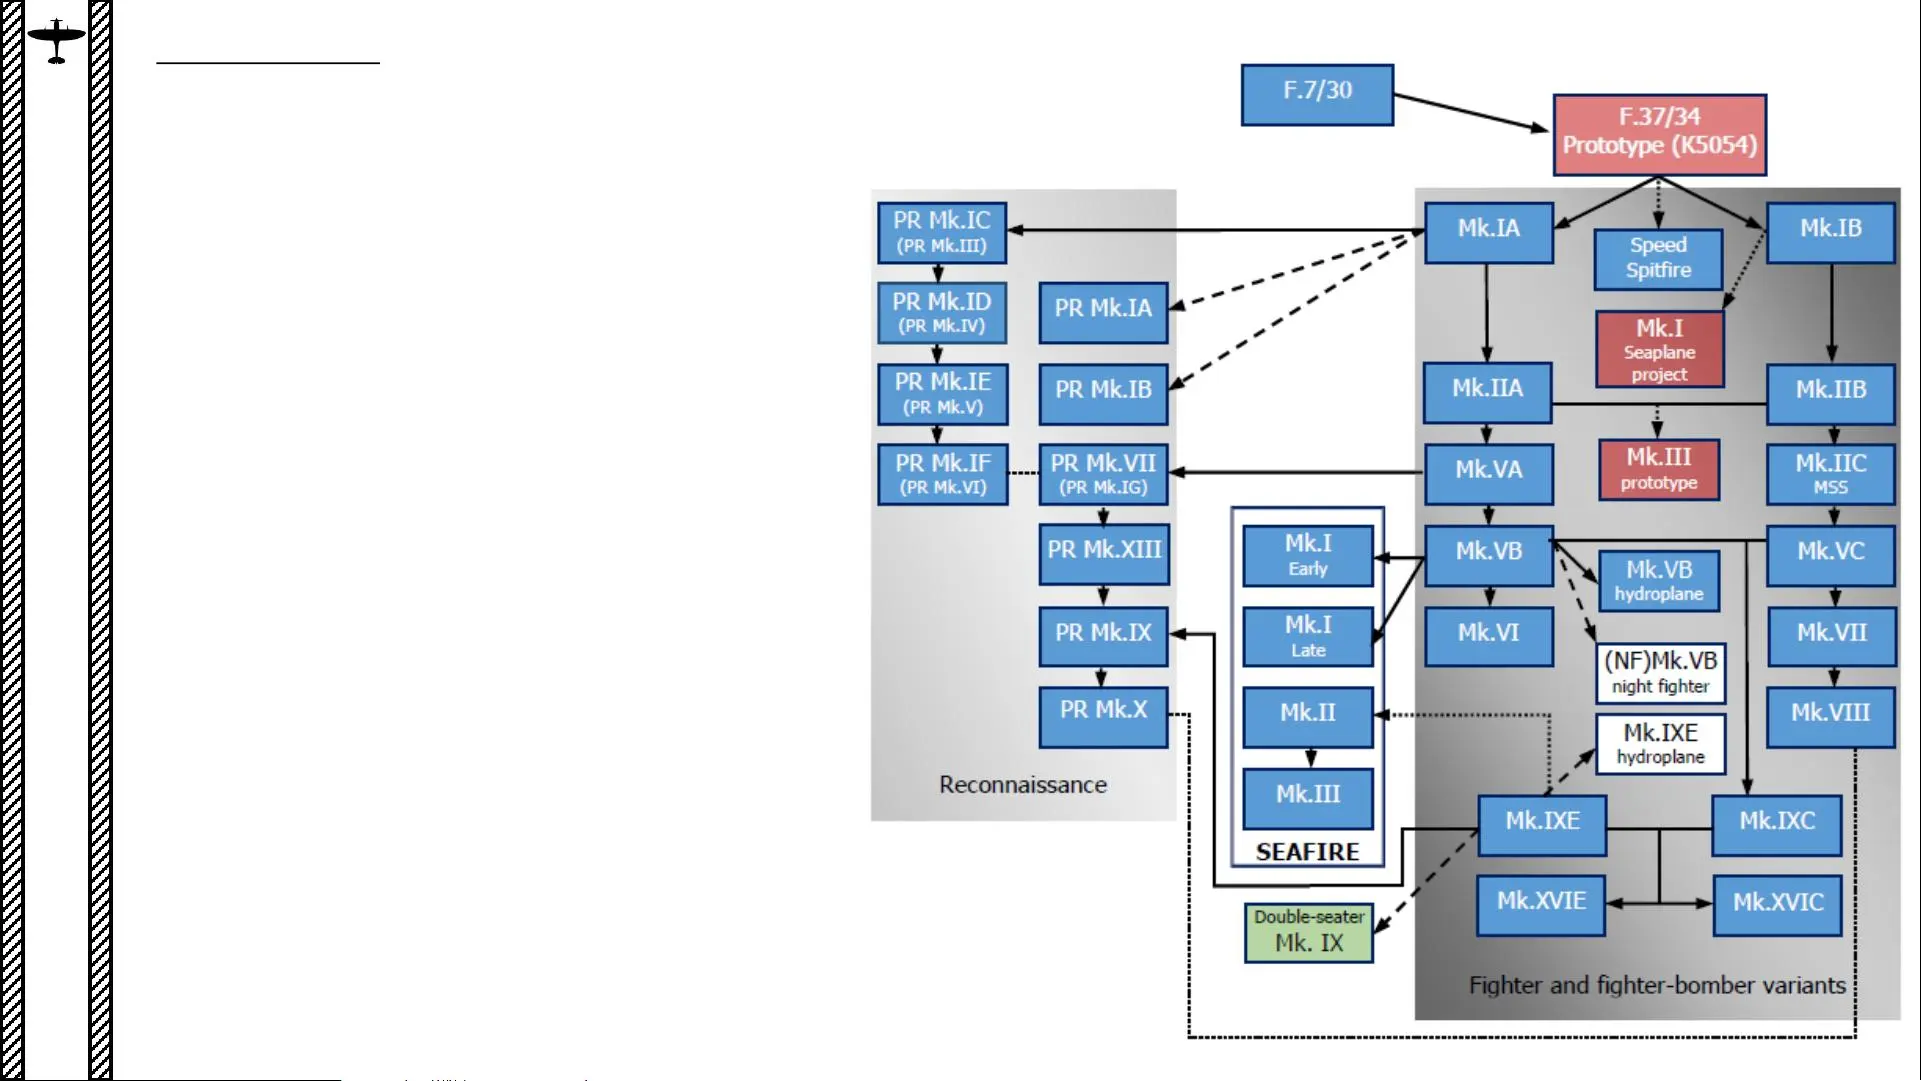 F.7/30
F.37/34
Prototype (K5054)
PR Mk.IC
(PR Mk.III)
Mk.IA
Speed
Spitfire
Mk.IB
PR Mk.ID
(PR Mk.IV)
PR Mk.IA
Mk.I
Seaplane
project
PR Mk.IE
(PR Mk.V)
PR Mk.IB
Mk.IIA
Mk.IIB
PR Mk.IF
(PR Mk.VI)
PR Mk.VII
(PR Mk.IG)
Mk.VA
Mk.III
prototype
Mk.IIC
MSS
PR Mk.XIII
Mk.I
Early
Mk.VB
Mk.VB
hydroplane
Mk.VC
PR Mk.IX
Mk.I
Late
Mk.VI
(NF)Mk.VB
night fighter
Mk.VII
PR Mk.X
Mk.II
Mk.IXE
hydroplane
Mk.VIII
Reconnaissance
Mk.III
SEAFIRE
Mk.IXE
Mk.IXC
Double-seater
Mk. IX
Mk.XVIE
Mk.XVIC
Fighter and fighter-bomber variants